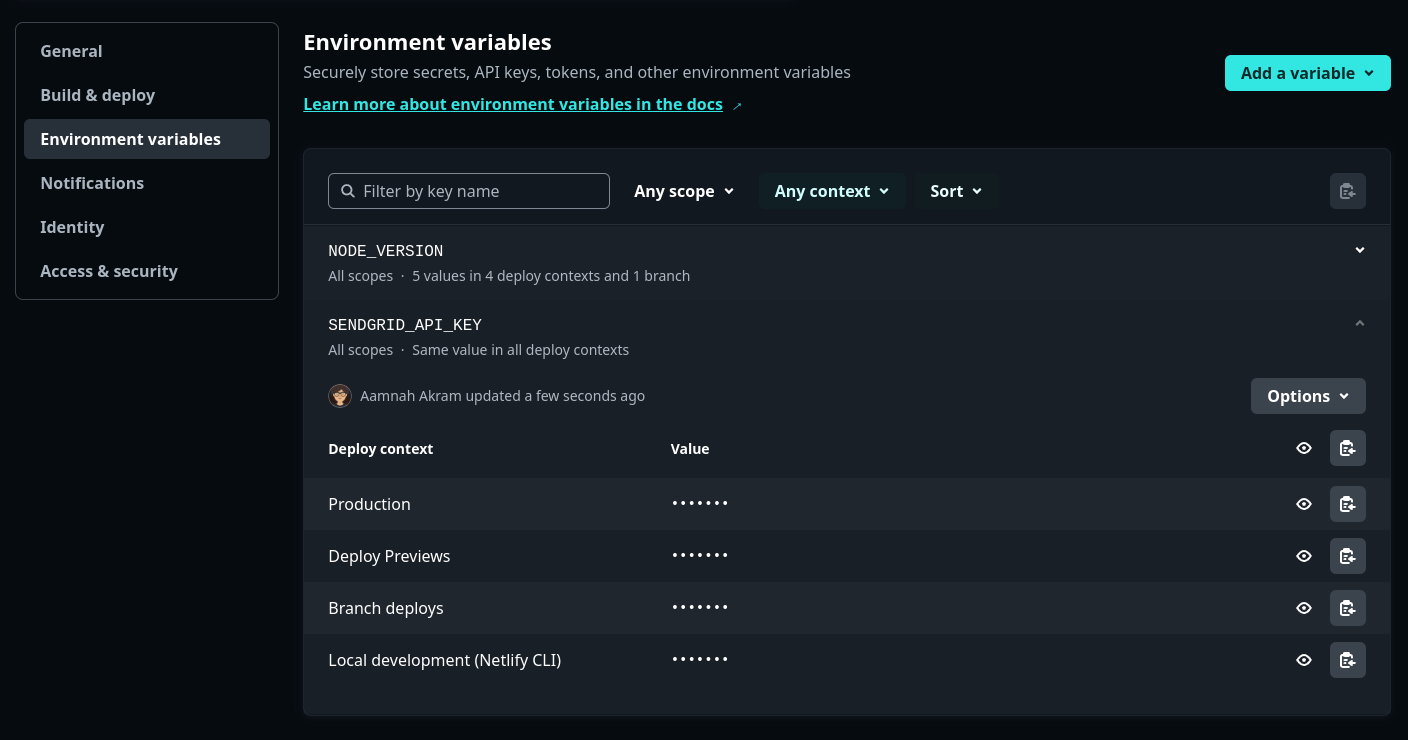 General
Build & deploy
Environment variables
Notifications
Identity
Access & security
Environment variables
Securely store secrets, API keys, tokens, and other environment variables
Learn more about environment variables in the docs ↗
Add a variable
Filter by key name
Any scope
Any context
Sort
NODE_VERSION
All scopes · 5 values in 4 deploy contexts and 1 branch
SENDGRID_API_KEY
All scopes · Same value in all deploy contexts
Aamnah Akram updated a few seconds ago
Options
Deploy context Value
Production •••••••
Deploy Previews •••••••
Branch deploys •••••••
Local development (Netlify CLI) •••••••